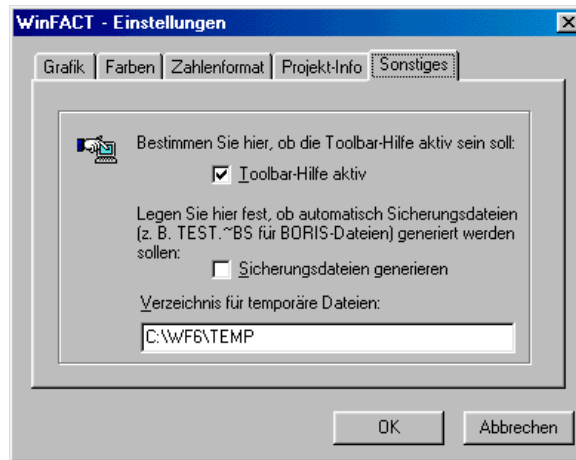 WinFACT - Einstellungen
Grafik Farben Zahlenformat Projekt-Info Sonstiges
Bestimmen Sie hier, ob die Toolbar-Hilfe aktiv sein soll:
Toolbar-Hilfe aktiv
Legen Sie hier fest, ob automatisch Sicherungsdateien
(z. B. TEST.~BS für BORIS-Dateien) generiert werden
sollen:
Sicherungsdateien generieren
Verzeichnis für temporäre Dateien:
C:\WF6\TEMP
OK Abbrechen